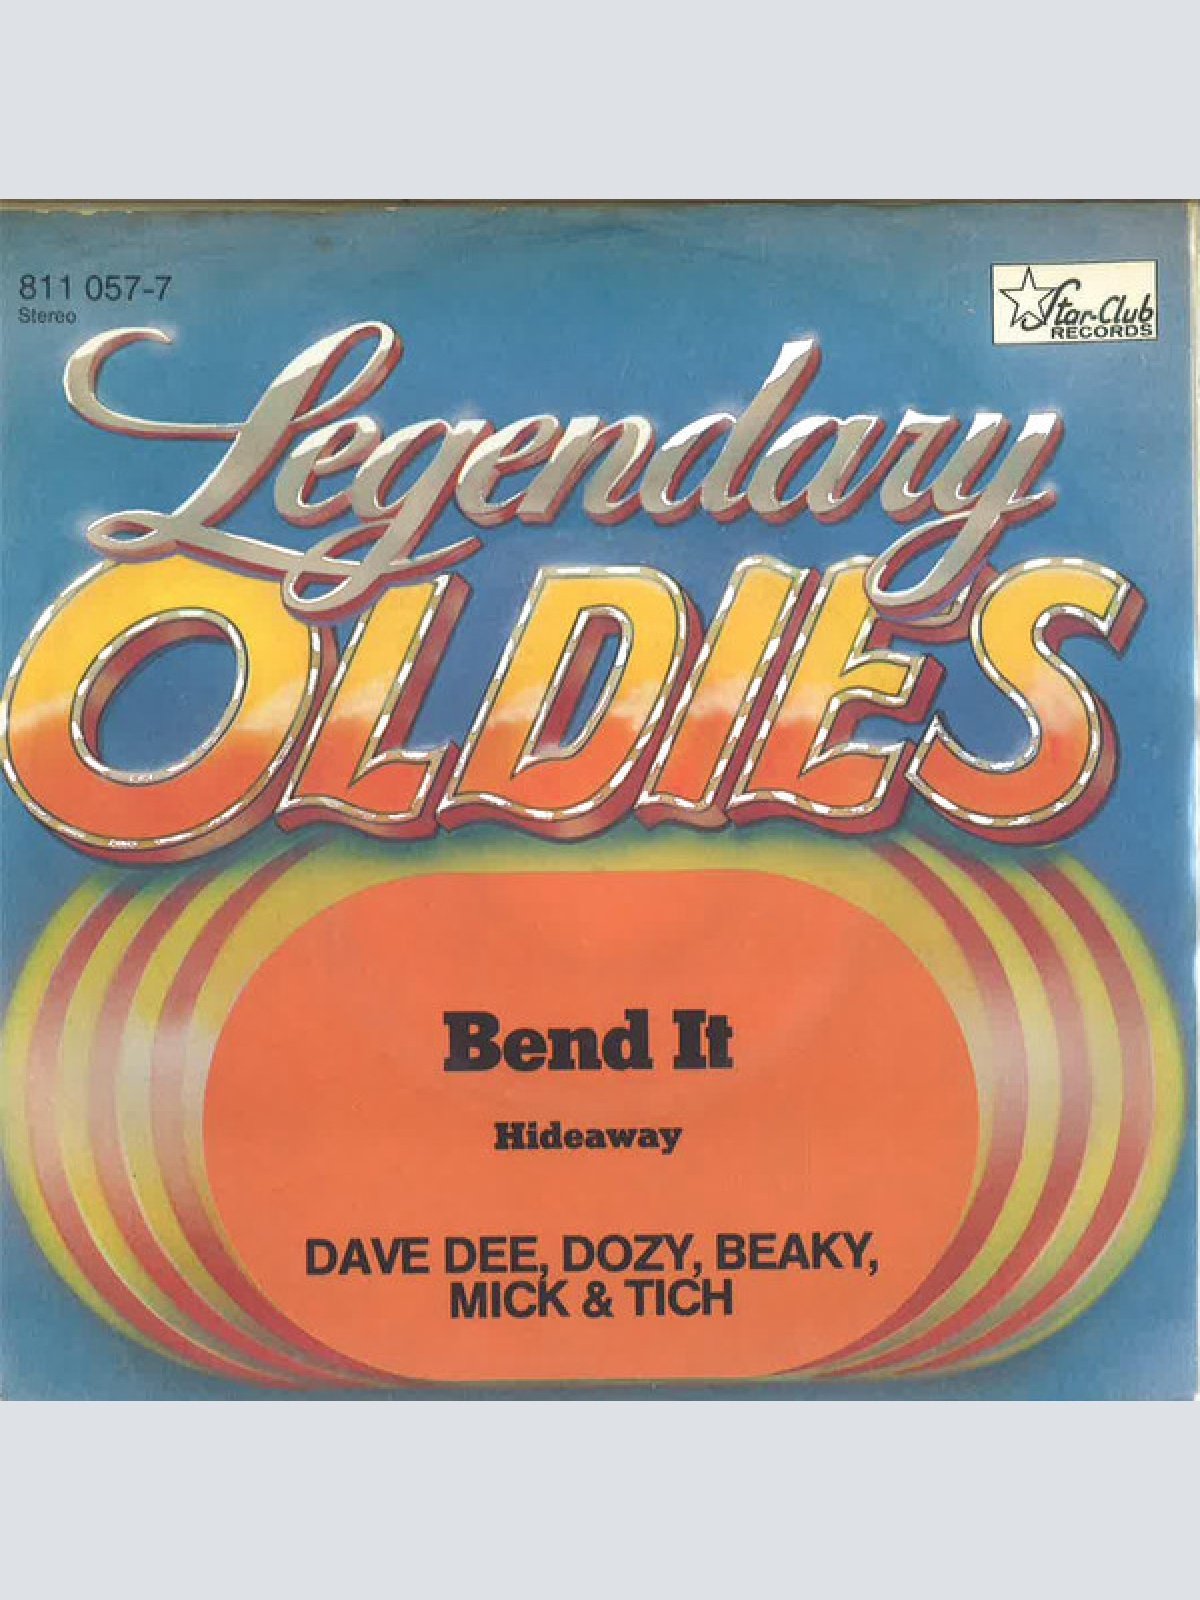 811 057-7
Stereo
Star-Club
RECORDS
Legendary
OLDIES
Bend It
Hideaway
DAVE DEE, DOZY, BEAKY,
MICK & TICH